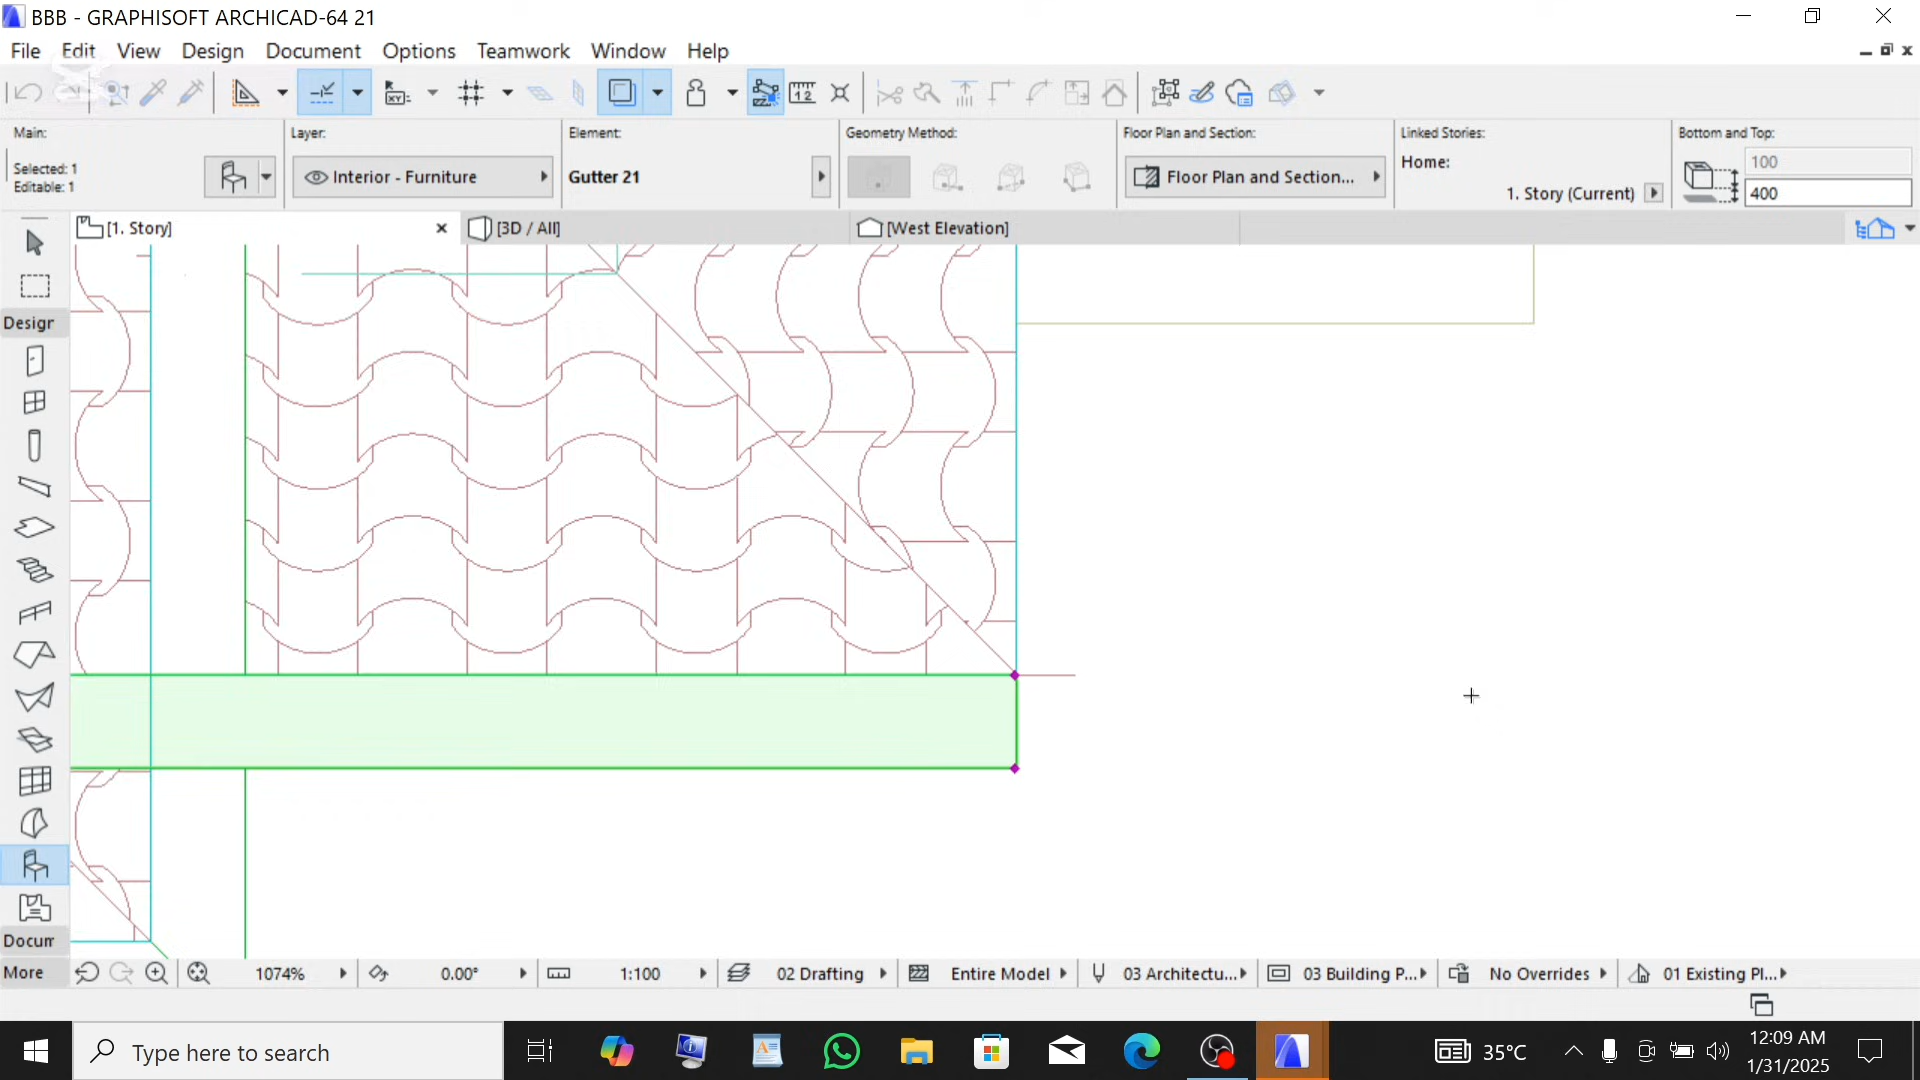 BBB - GRAPHISOFT ARCHICAD-64 21
File Edit View Design Document Options Teamwork Window Help
Main: Layer: Element: Geometry Method: Floor Plan and Section: Linked Stories: Bottom and Top:
Selected: 1
Editable: 1
Interior - Furniture
Gutter 21
Floor Plan and Section...
Home:
1. Story (Current)
100
400
[1. Story] [3D / All] [West Elevation]
Design
Docum
More
1074% 0.00° 1:100 02 Drafting Entire Model 03 Architectu... 03 Building P... No Overrides 01 Existing Pl...
Type here to search
35°C
12:09 AM
1/31/2025